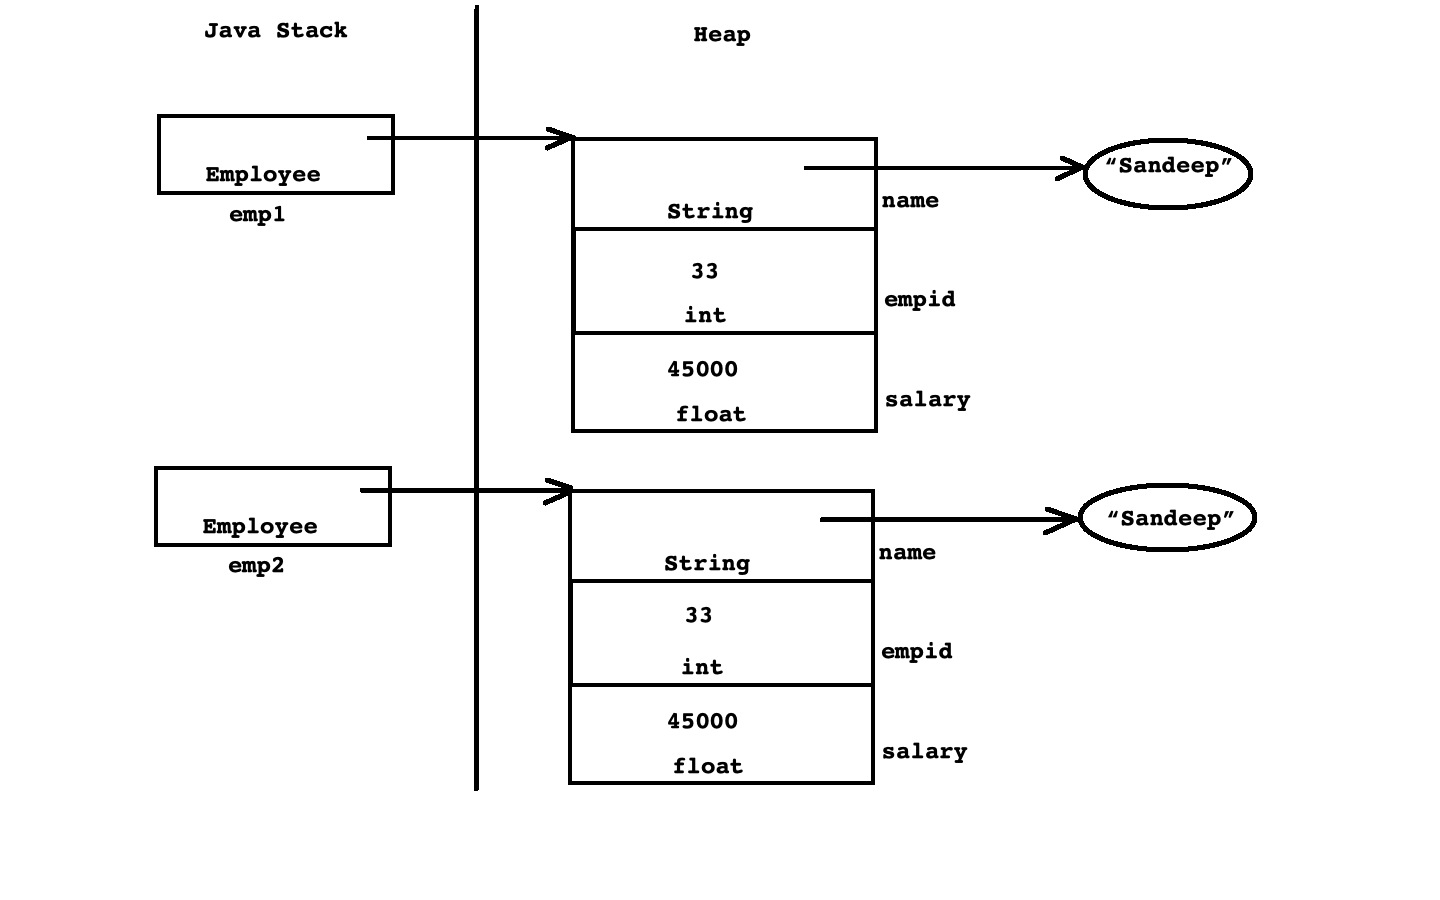 Java Stack
Heap
Employee
emp1
String
name
“Sandeep”
33
int
empid
45000
float
salary
Employee
emp2
String
name
“Sandeep”
33
int
empid
45000
float
salary